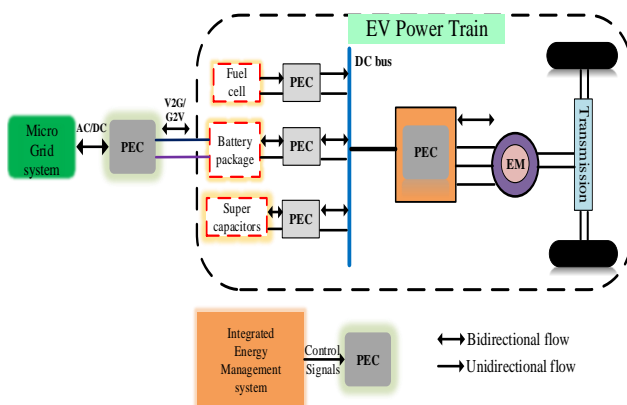 EV Power Train
Fuel
cell
PEC
DC bus
V2G/
G2V
AC/DC
Micro
Grid
system
PEC
Battery
package
PEC
PEC
EM
Transmission
Super
capacitors
PEC
Integrated
Energy
Management
system
Control
Signals
PEC
Bidirectional flow
Unidirectional flow